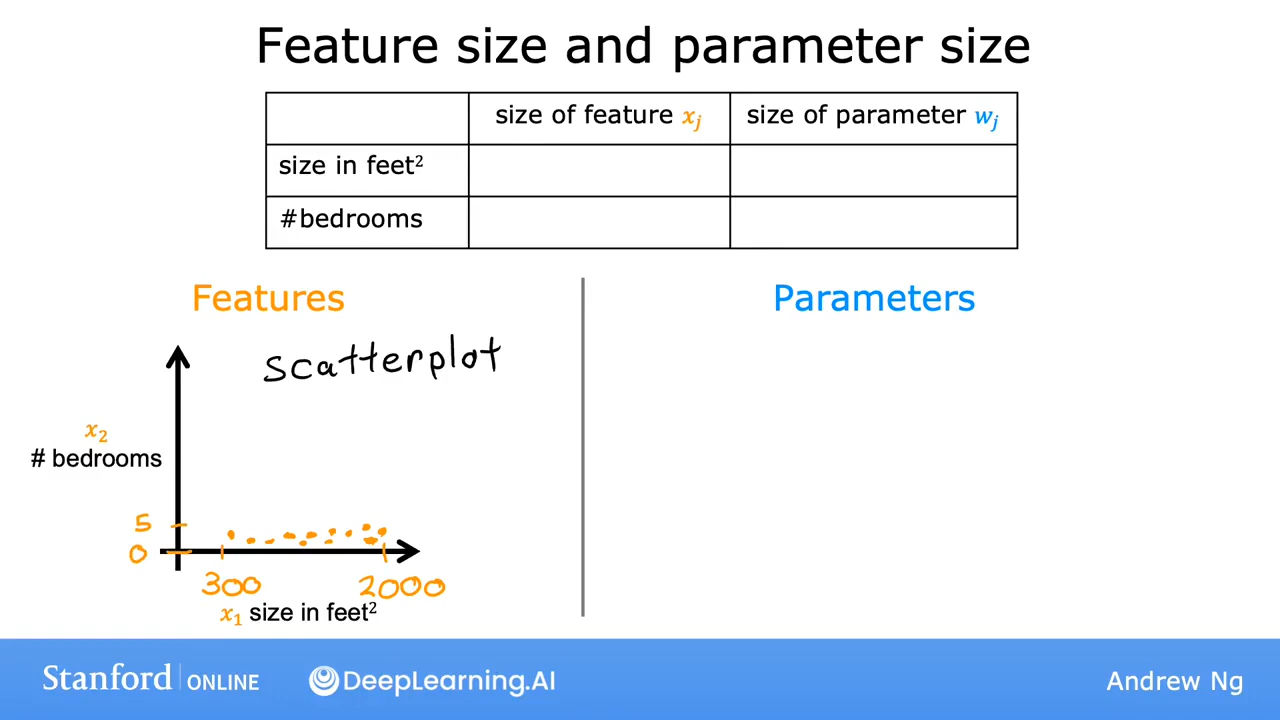 Feature size and parameter size
size of feature xⱼ
size of parameter wⱼ
size in feet²
#bedrooms
Features
Parameters
scatterplot
x₂
# bedrooms
5
0
300
2000
x₁ size in feet²
Stanford ONLINE
DeepLearning.AI
Andrew Ng